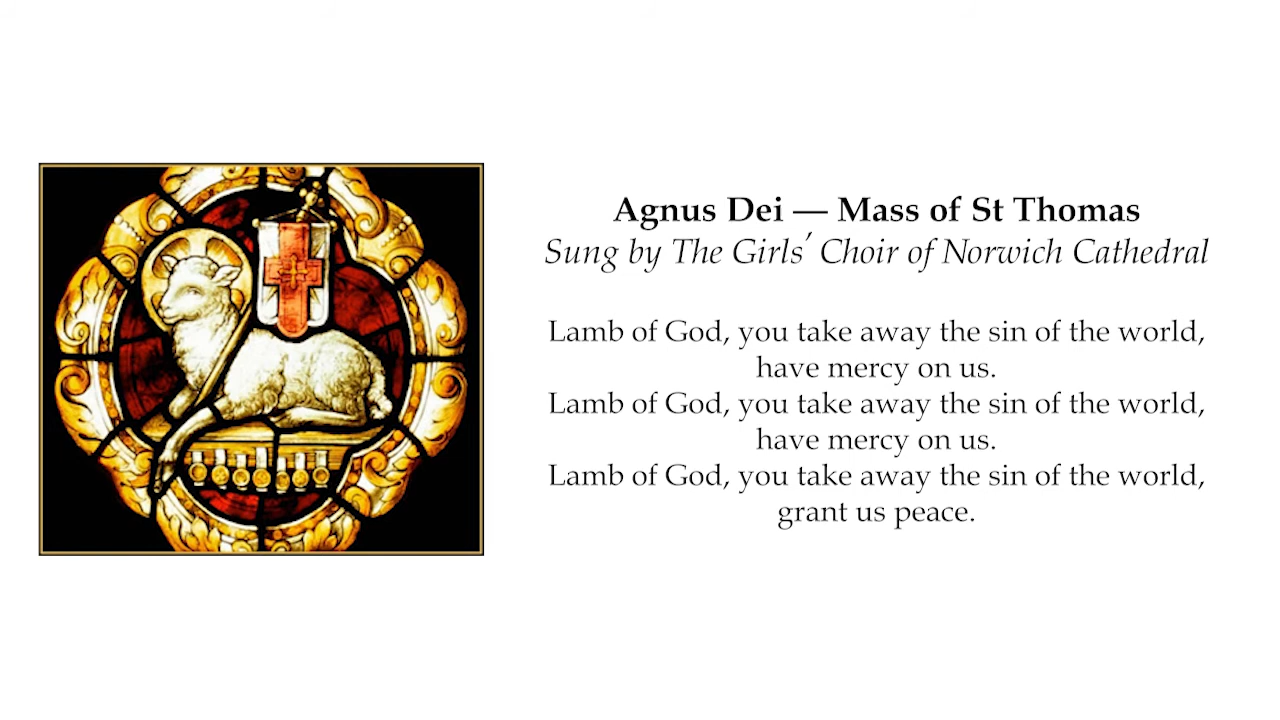 Agnus Dei — Mass of St Thomas
Sung by The Girls′ Choir of Norwich Cathedral
Lamb of God, you take away the sin of the world,
have mercy on us.
Lamb of God, you take away the sin of the world,
have mercy on us.
Lamb of God, you take away the sin of the world,
grant us peace.